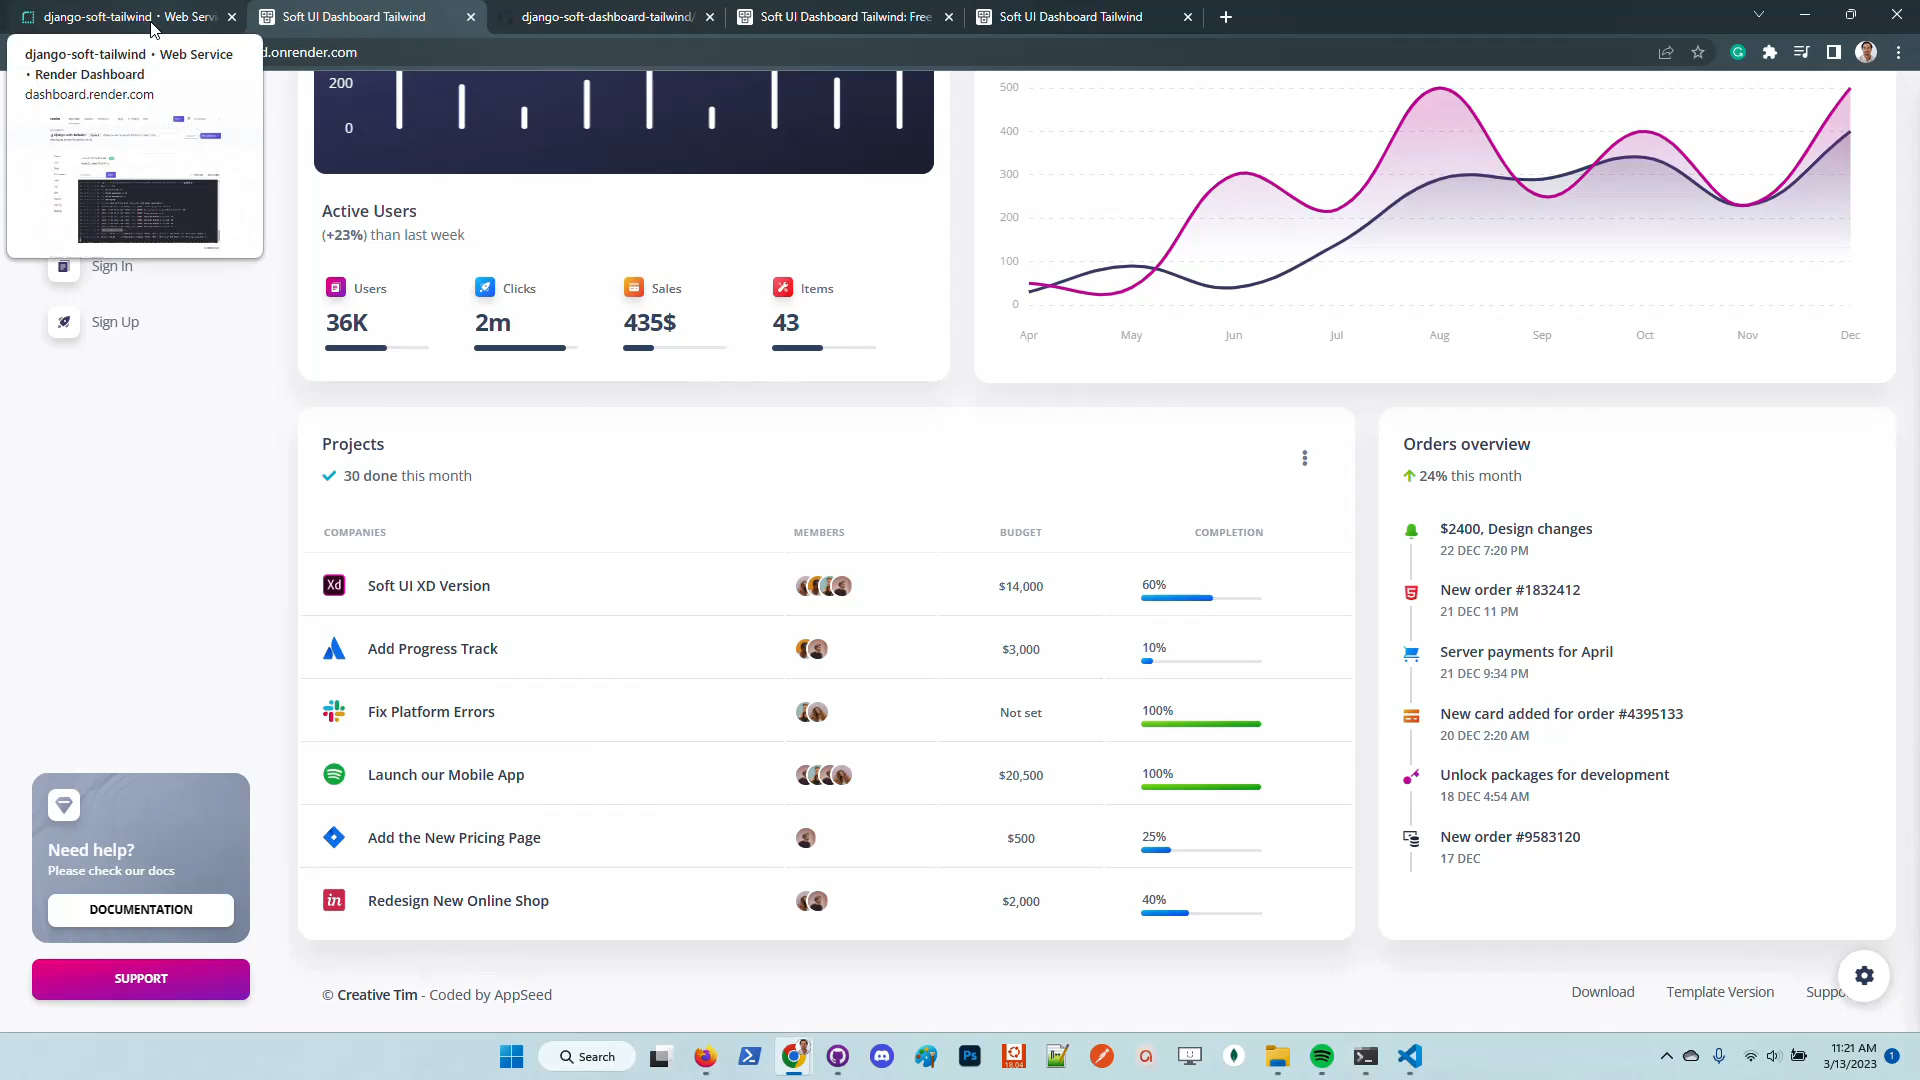 django-soft-tailwind · Web Servi
Soft UI Dashboard Tailwind
django-soft-dashboard-tailwind/
Soft UI Dashboard Tailwind: Free
Soft UI Dashboard Tailwind
d.onrender.com
django-soft-tailwind · Web Service
· Render Dashboard
dashboard.render.com
Sign In
Sign Up
200
0
Active Users
(+23%) than last week
Users
Clicks
Sales
Items
36K
2m
435$
43
500
400
300
200
100
0
Apr
May
Jun
Jul
Aug
Sep
Oct
Nov
Dec
Projects
30 done this month
COMPANIES
MEMBERS
BUDGET
COMPLETION
Xd
Soft UI XD Version
$14,000
60%
Add Progress Track
$3,000
10%
Fix Platform Errors
Not set
100%
Launch our Mobile App
$20,500
100%
Add the New Pricing Page
$500
25%
in
Redesign New Online Shop
$2,000
40%
Orders overview
24% this month
$2400, Design changes
22 DEC 7:20 PM
New order #1832412
21 DEC 11 PM
Server payments for April
21 DEC 9:34 PM
New card added for order #4395133
20 DEC 2:20 AM
Unlock packages for development
18 DEC 4:54 AM
New order #9583120
17 DEC
Need help?
Please check our docs
DOCUMENTATION
SUPPORT
© Creative Tim - Coded by AppSeed
Download
Template Version
Suppo
Search
Ps
18.04
11:21 AM
3/13/2023
1